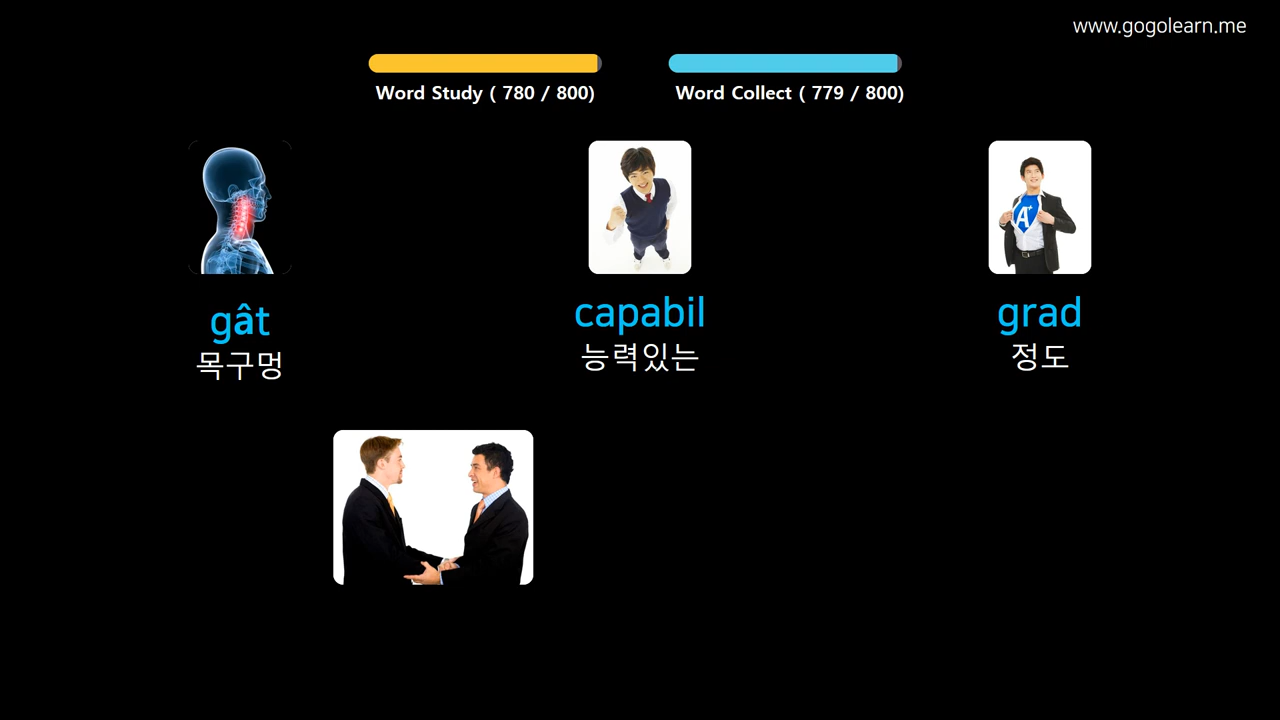 www.gogolearn.me
Word Study ( 780 / 800)
Word Collect ( 779 / 800)
A+
gât
capabil
grad
목구멍
능력있는
정도